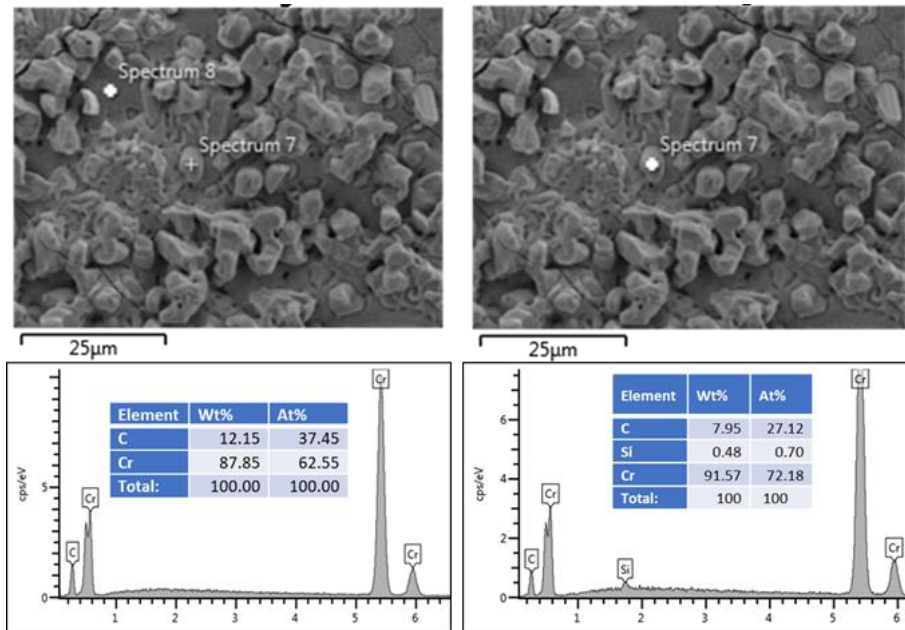 Spectrum 8
Spectrum 7
25μm
Spectrum 7
25μm
Cr
Element Wt% At%
C 12.15 37.45
Cr 87.85 62.55
Total: 100.00 100.00
5
cps/eV
Cr
C
Cr
1 2 3 4 5 6
Cr
Element Wt% At%
C 7.95 27.12
Si 0.48 0.70
Cr 91.57 72.18
Total: 100 100
6
4
2
0
cps/eV
Cr
C
Si
Cr
1 2 3 4 5 6